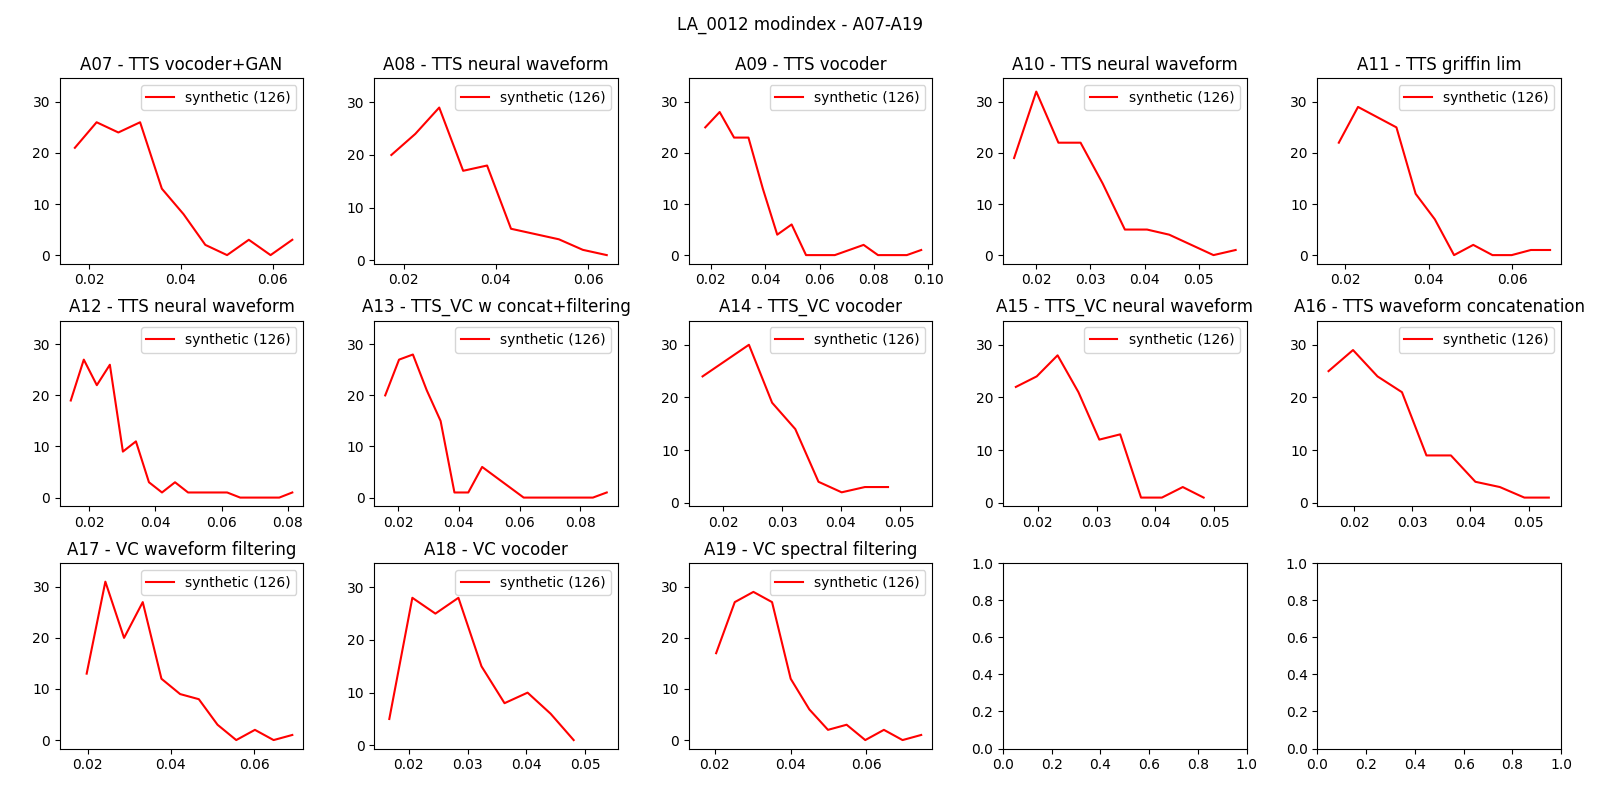 LA_0012 modindex - A07-A19
A07 - TTS vocoder+GAN
synthetic (126)
30
20
10
0
0.02 0.04 0.06
A08 - TTS neural waveform
synthetic (126)
30
20
10
0
0.02 0.04 0.06
A09 - TTS vocoder
synthetic (126)
30
20
10
0
0.02 0.04 0.06 0.08 0.10
A10 - TTS neural waveform
synthetic (126)
30
20
10
0
0.02 0.03 0.04 0.05
A11 - TTS griffin lim
synthetic (126)
30
20
10
0
0.02 0.04 0.06
A12 - TTS neural waveform
synthetic (126)
30
20
10
0
0.02 0.04 0.06 0.08
A13 - TTS_VC w concat+filtering
synthetic (126)
30
20
10
0
0.02 0.04 0.06 0.08
A14 - TTS_VC vocoder
synthetic (126)
30
20
10
0
0.02 0.03 0.04 0.05
A15 - TTS_VC neural waveform
synthetic (126)
30
20
10
0
0.02 0.03 0.04 0.05
A16 - TTS waveform concatenation
synthetic (126)
30
20
10
0
0.02 0.03 0.04 0.05
A17 - VC waveform filtering
synthetic (126)
30
20
10
0
0.02 0.04 0.06
A18 - VC vocoder
synthetic (126)
30
20
10
0
0.02 0.03 0.04 0.05
A19 - VC spectral filtering
synthetic (126)
30
20
10
0
0.02 0.04 0.06
1.0
0.8
0.6
0.4
0.2
0.0
0.0 0.2 0.4 0.6 0.8 1.0
1.0
0.8
0.6
0.4
0.2
0.0
0.0 0.2 0.4 0.6 0.8 1.0